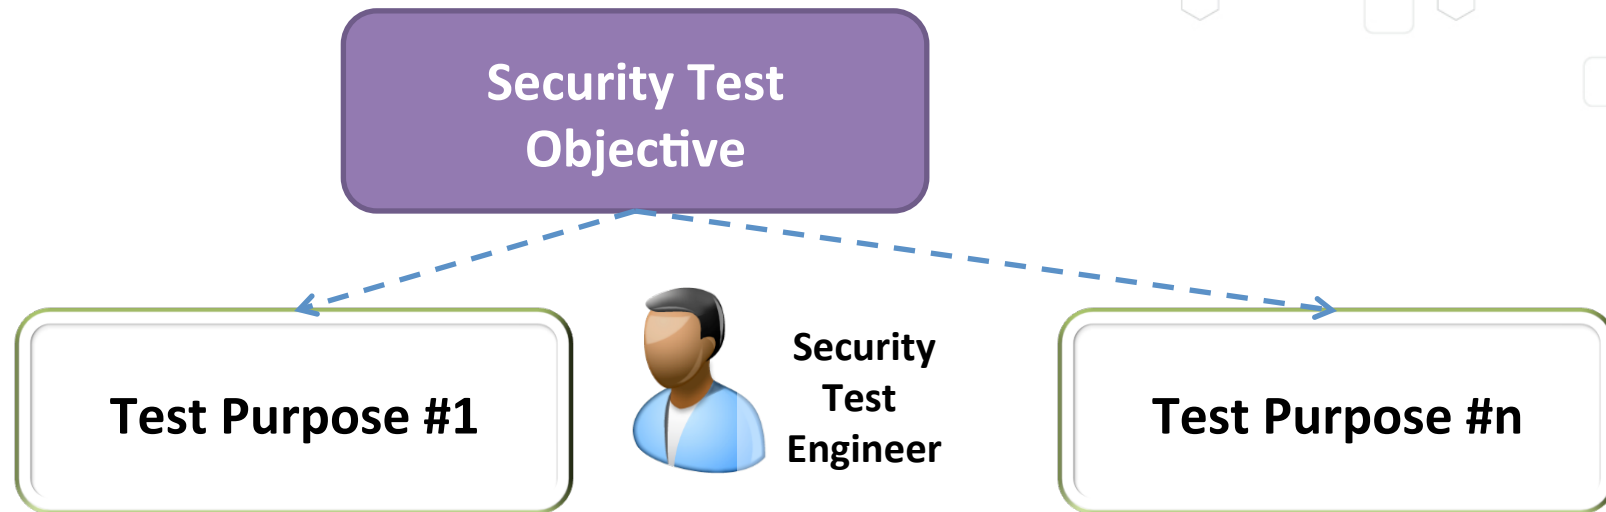 Security Test
Objective
Security
Test
Engineer
Test Purpose #1
Test Purpose #n